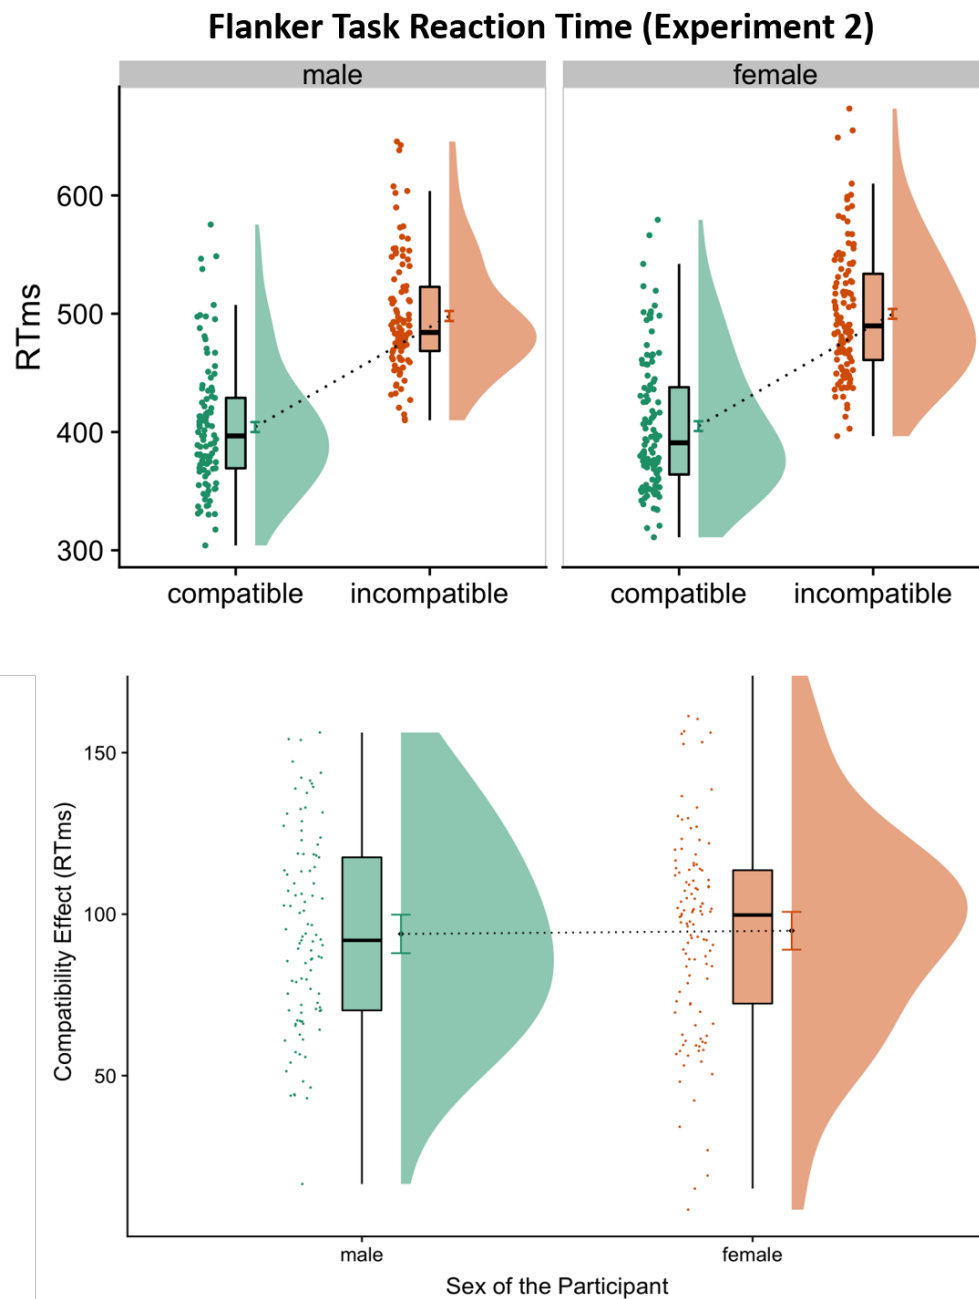 Flanker Task Reaction Time (Experiment 2)
male
female
RTms
600
500
400
300
compatible
incompatible
compatible
incompatible
Compatibility Effect (RTms)
150
100
50
male
female
Sex of the Participant